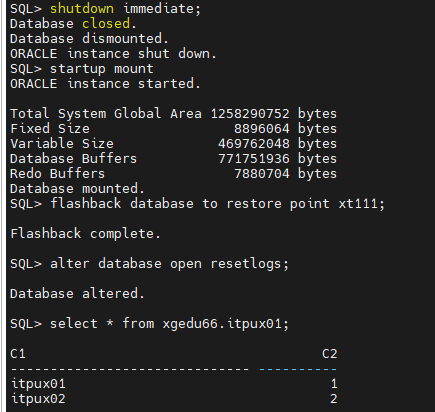 SQL> shutdown immediate;
Database closed.
Database dismounted.
ORACLE instance shut down.
SQL> startup mount
ORACLE instance started.
Total System Global Area 1258290752 bytes
Fixed Size 8896064 bytes
Variable Size 469762048 bytes
Database Buffers 771751936 bytes
Redo Buffers 7880704 bytes
Database mounted.
SQL> flashback database to restore point xt111;
Flashback complete.
SQL> alter database open resetlogs;
Database altered.
SQL> select * from xgedu66.itpux01;
C1 C2
------------------------------ ----------
itpux01 1
itpux02 2